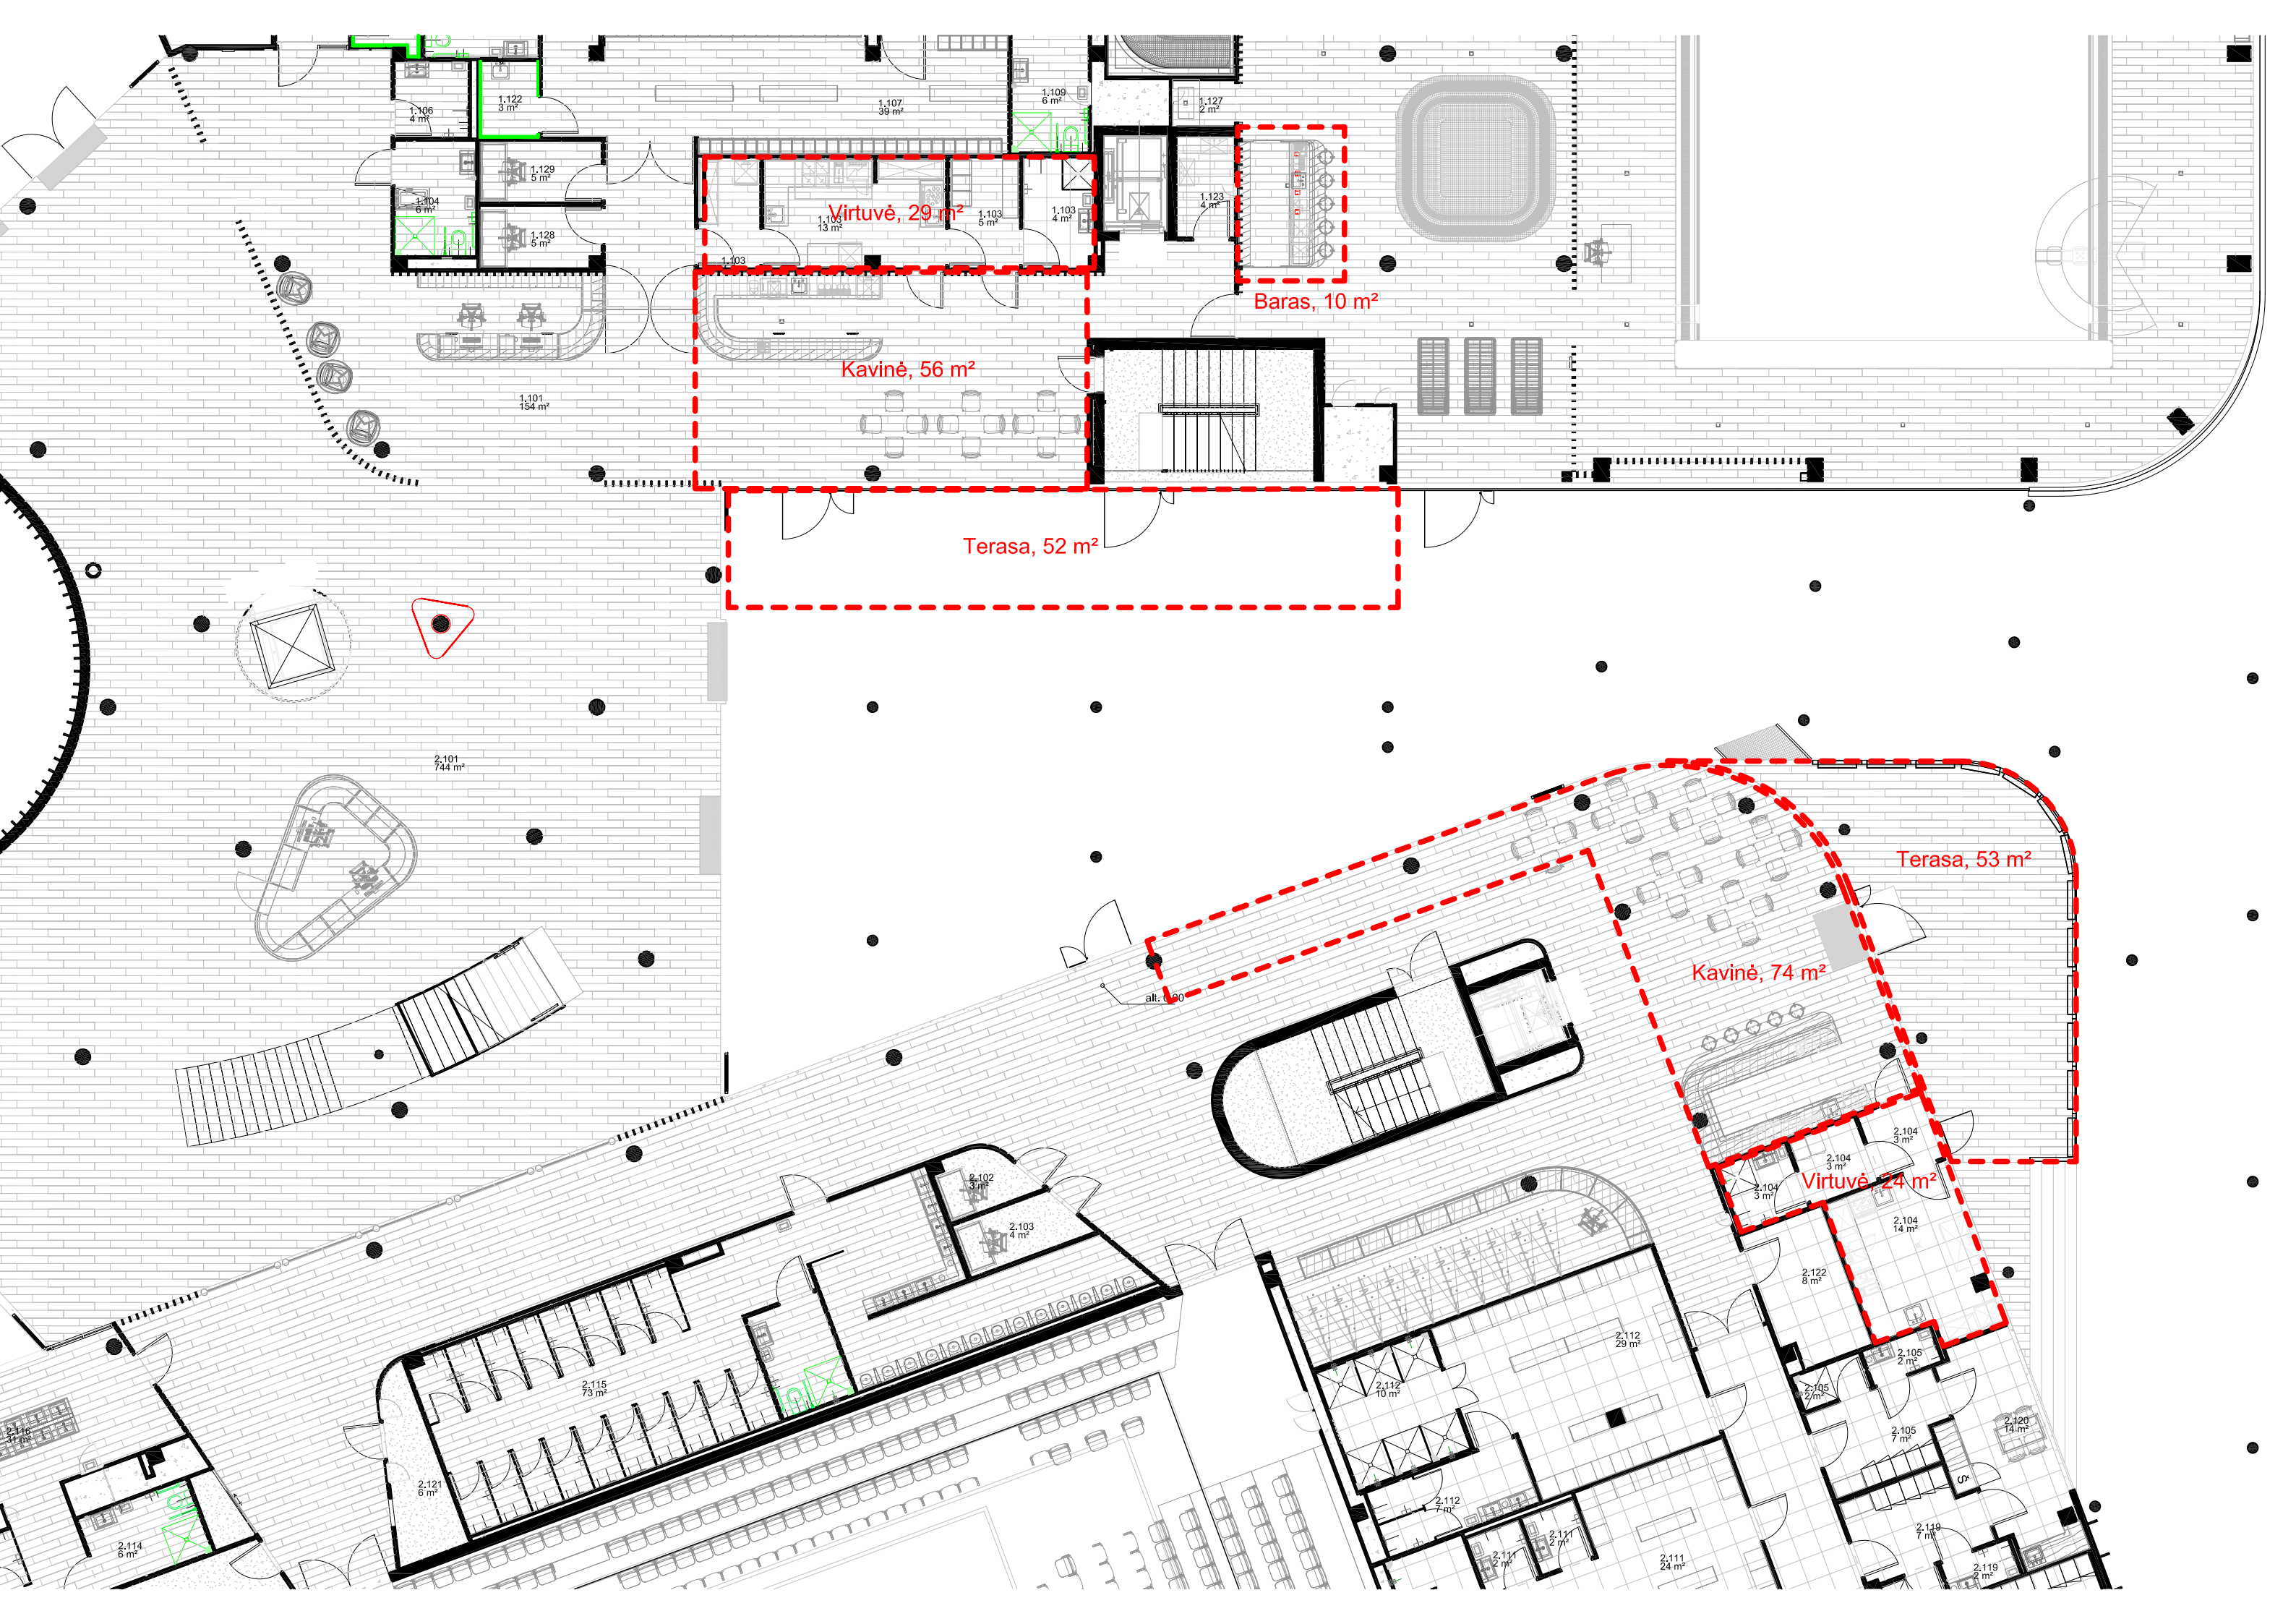 1.106
4 m²
1.122
3 m²
1.107
39 m²
1.109
6 m²
1.127
2 m²
1.129
5 m²
1.104
6 m²
1.128
5 m²
Virtuvė, 29 m²
1.103
13 m²
1.103
5 m²
1.103
4 m²
1.103
1.123
4 m²
Baras, 10 m²
Kavinė, 56 m²
1.101
154 m²
Terasa, 52 m²
2.101
744 m²
Terasa, 53 m²
Kavinė, 74 m²
alt. 0.80
2.104
3 m²
2.104
3 m²
Virtuvė, 24 m²
2.104
3 m²
2.104
14 m²
2.102
3 m²
2.103
4 m²
2.122
8 m²
2.112
29 m²
2.105
2 m²
2.105
2 m²
2.112
10 m²
2.115
73 m²
2.105
7 m²
2.120
14 m²
2.116
31 m²
Š
2.121
6 m²
2.112
7 m²
2.114
6 m²
2.111
2 m²
2.111
2 m²
2.111
24 m²
2.119
7 m²
2.119
2 m²